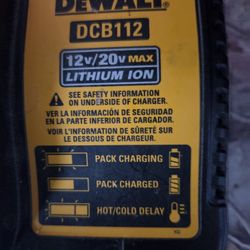 DEWALT
DCB112
12v/20v MAX
LITHIUM ION
SEE SAFETY INFORMATION
ON UNDERSIDE OF CHARGER.
VER LA INFORMACIÓN DE SEGURIDAD
EN LA PARTE INFERIOR DE CARGADOR.
VOIR L'INFORMATION DE SÛRETÉ SUR
LE DESSOUS DE CHARGEUR.
PACK CHARGING
PACK CHARGED
HOT/COLD DELAY